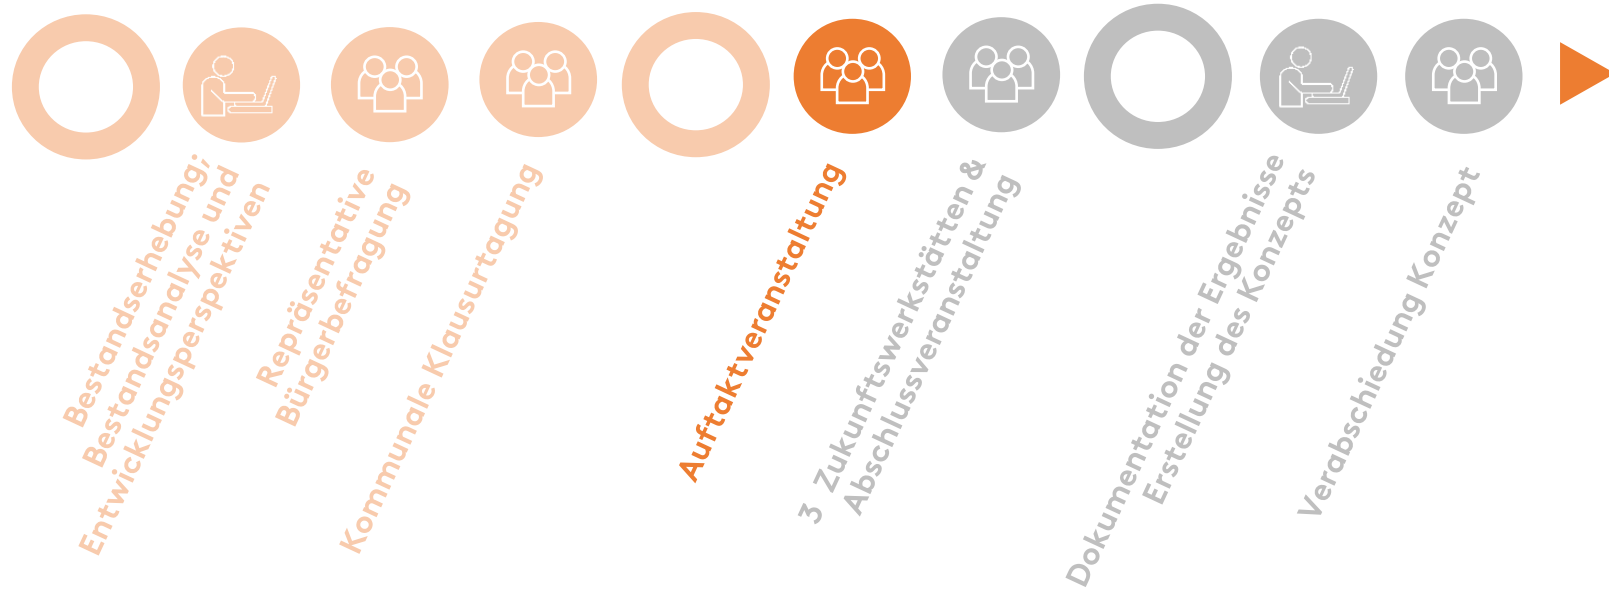 Bestandserhebung;
Bestandsanalyse und
Entwicklungsperspektiven
Repräsentative
Bürgerbefragung
Kommunale Klausurtagung
Auftaktveranstaltung
3 Zukunftswerkstätten &
Abschlussveranstaltung
Dokumentation der Ergebnisse
Erstellung des Konzepts
Verabschiedung Konzept